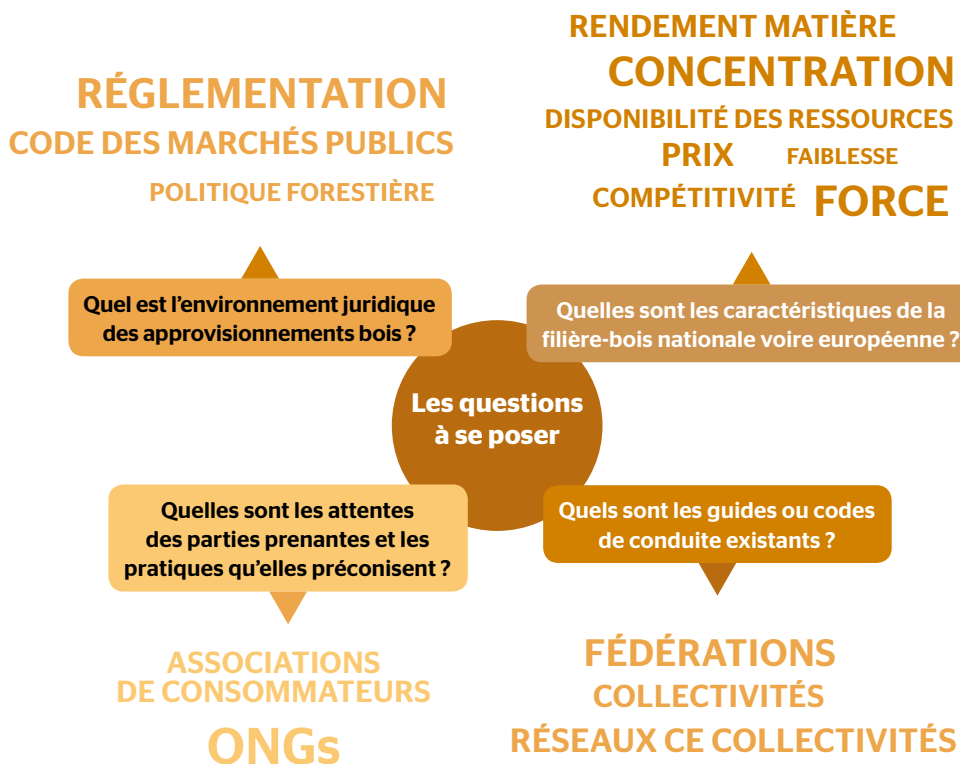 RÉGLEMENTATION
CODE DES MARCHÉS PUBLICS
POLITIQUE FORESTIÈRE
RENDEMENT MATIÈRE
CONCENTRATION
DISPONIBILITÉ DES RESSOURCES
PRIX FAIBLESSE
COMPÉTITIVITÉ FORCE
Quel est l’environnement juridique
des approvisionnements bois ?
Quelles sont les caractéristiques de la
filière-bois nationale voire européenne ?
Les questions
à se poser
Quelles sont les attentes
des parties prenantes et les
pratiques qu’elles préconisent ?
Quels sont les guides ou codes
de conduite existants ?
ASSOCIATIONS
DE CONSOMMATEURS
ONGs
FÉDÉRATIONS
COLLECTIVITÉS
RÉSEAUX CE COLLECTIVITÉS